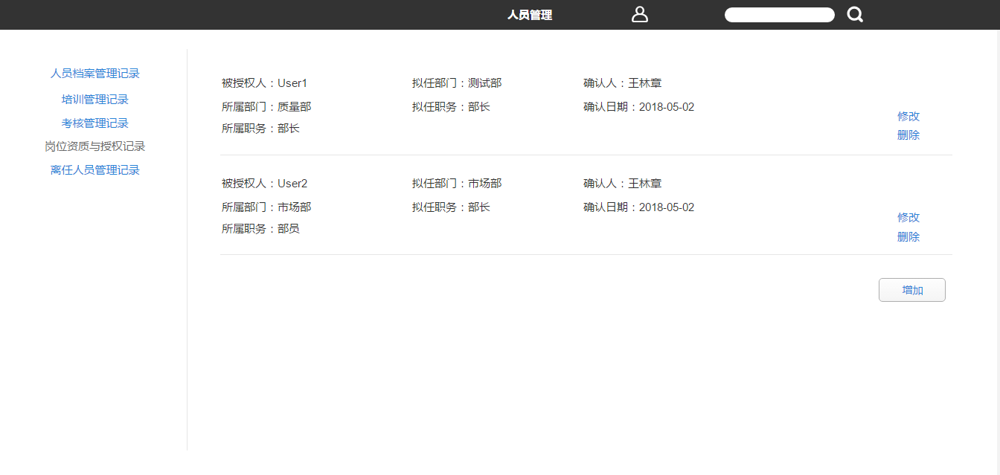 人员管理
人员档案管理记录
培训管理记录
考核管理记录
岗位资质与授权记录
离任人员管理记录
被授权人：User1 拟任部门：测试部 确认人：王林章
所属部门：质量部 拟任职务：部长 确认日期：2018-05-02
所属职务：部长
修改
删除
被授权人：User2 拟任部门：市场部 确认人：王林章
所属部门：市场部 拟任职务：部长 确认日期：2018-05-02
所属职务：部员
修改
删除
增加